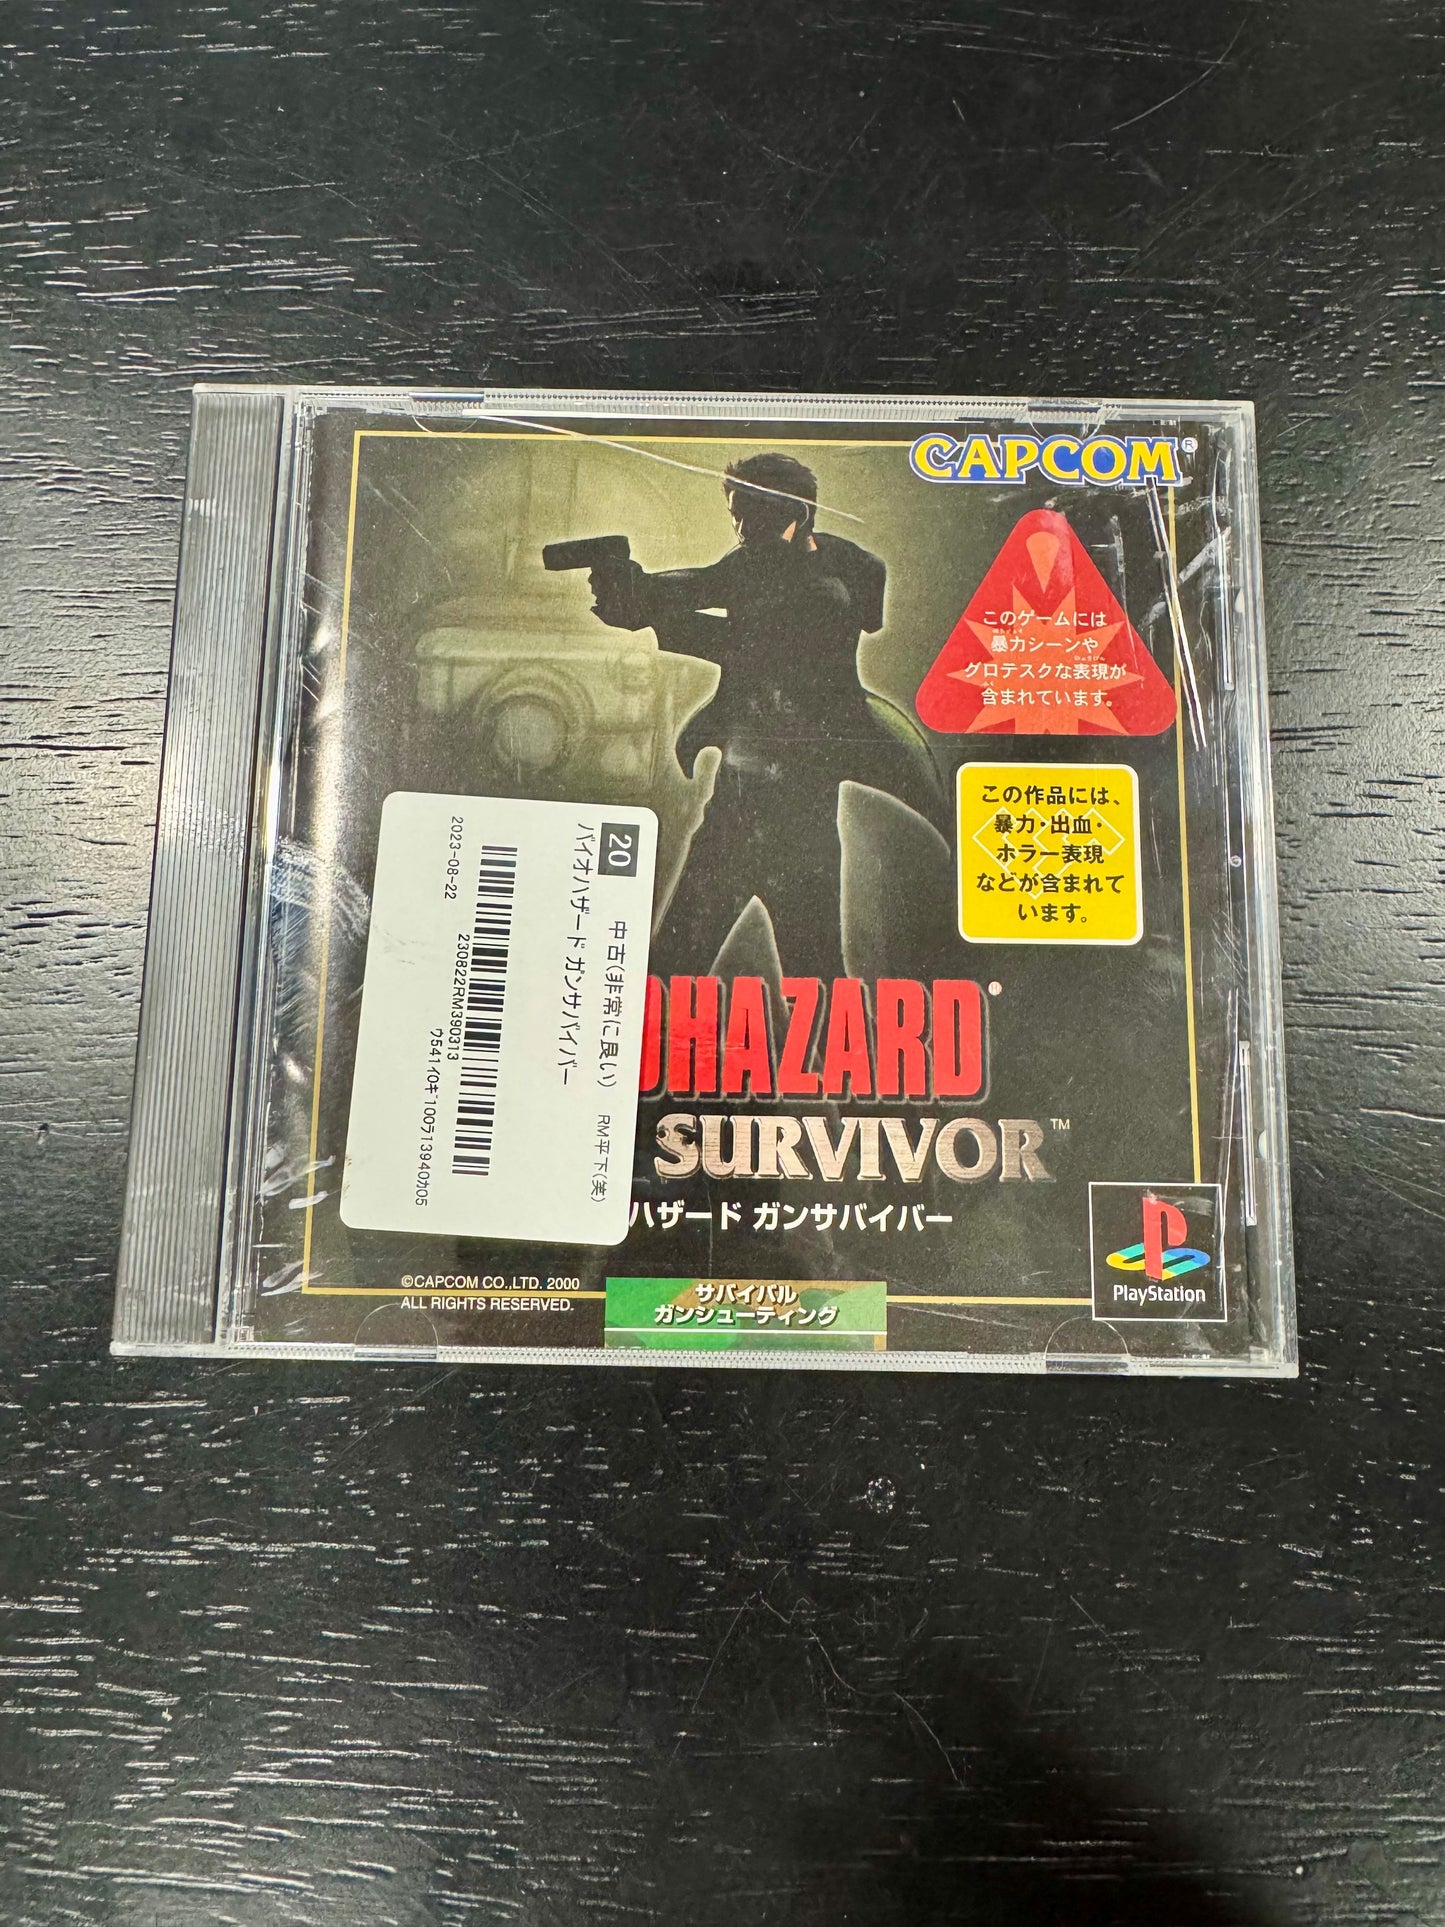 CAPCOM®
このゲームには
暴力シーンや
グロテスクな表現が
含まれています。
この作品には、
暴力・出血・
ホラー表現
などが含まれて
います。
OHAZARD®
SURVIVOR™
ハザード ガンサバイバー
20
中古(非常に良い) RM平下(笑)
バイオハザード ガンサバイバー
230822RM390313
2023-08-22
©CAPCOM CO.,LTD. 2000
ALL RIGHTS RESERVED.
サバイバル
ガンシューティング
PlayStation